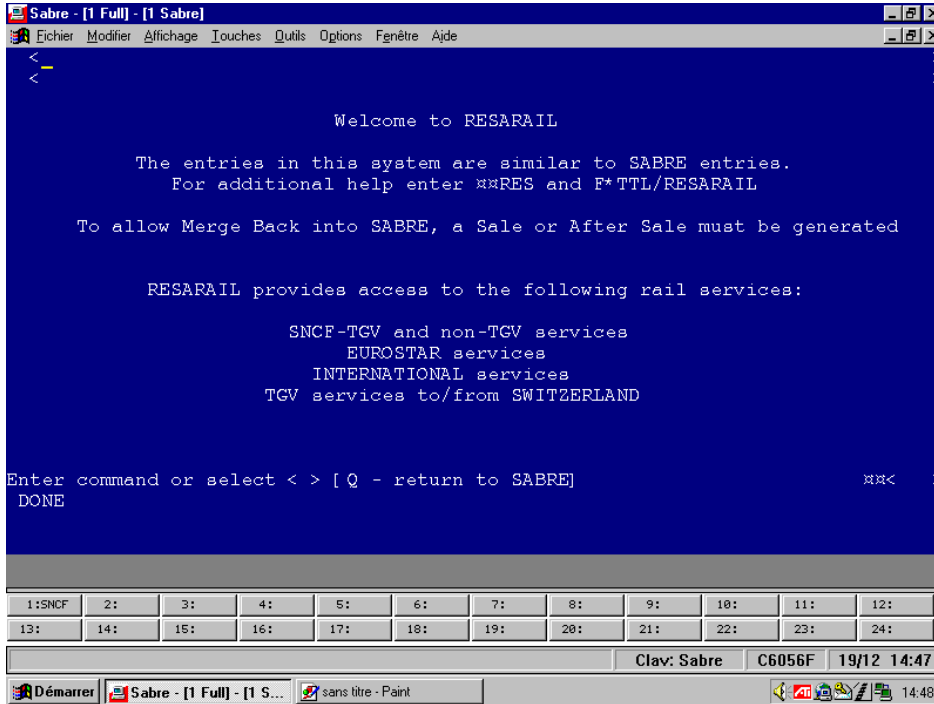 Sabre - [1 Full] - [1 Sabre]
Fichier Modifier Affichage Touches Outils Options Fenêtre Aide
<_
<
Welcome to RESARAIL
The entries in this system are similar to SABRE entries.
For additional help enter ¤¤RES and F*TTL/RESARAIL
To allow Merge Back into SABRE, a Sale or After Sale must be generated
RESARAIL provides access to the following rail services:
SNCF-TGV and non-TGV services
EUROSTAR services
INTERNATIONAL services
TGV services to/from SWITZERLAND
Enter command or select < > [ Q - return to SABRE] ¤¤<
DONE
1:SNCF 2: 3: 4: 5: 6: 7: 8: 9: 10: 11: 12:
13: 14: 15: 16: 17: 18: 19: 20: 21: 22: 23: 24:
Clav: Sabre C6056F 19/12 14:47
Démarrer Sabre - [1 Full] - [1 S... sans titre - Paint ATI 14:48